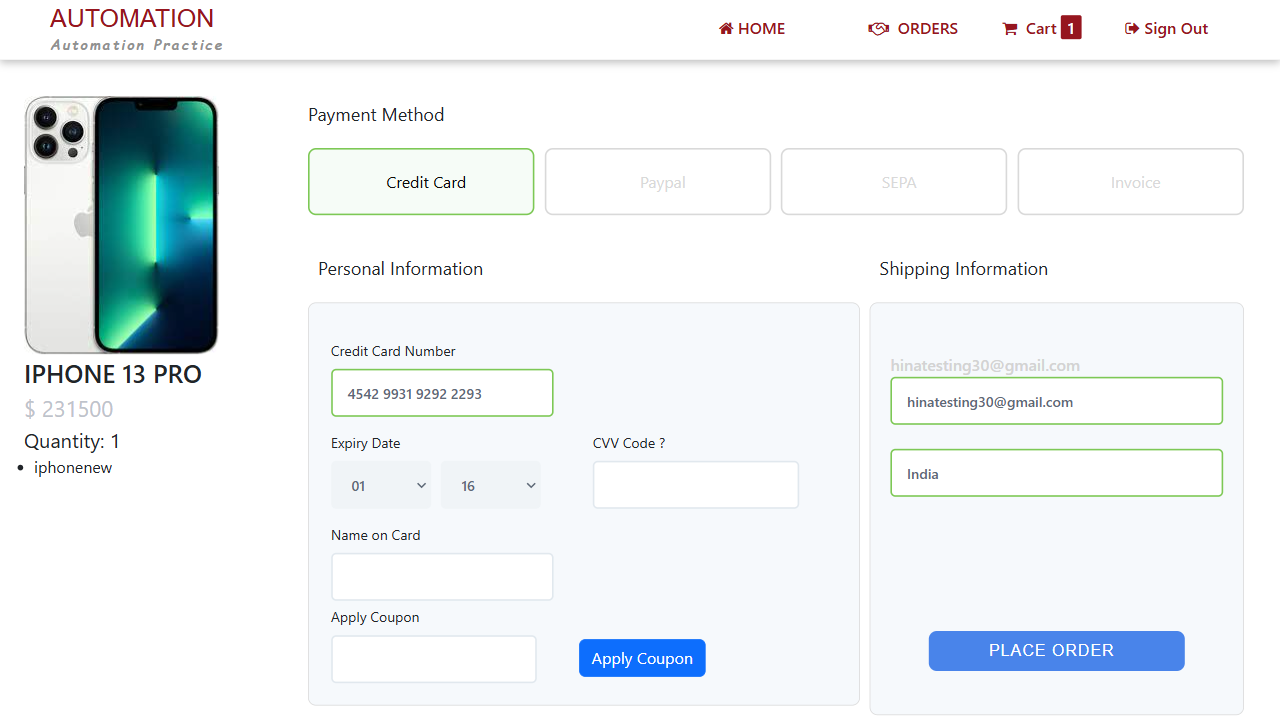 AUTOMATION
Automation Practice
HOME
ORDERS
Cart 1
Sign Out
IPHONE 13 PRO
$ 231500
Quantity: 1
iphonenew
Payment Method
Credit Card
Paypal
SEPA
Invoice
Personal Information
Credit Card Number
4542 9931 9292 2293
Expiry Date
CVV Code ?
01
16
Name on Card
Apply Coupon
Apply Coupon
Shipping Information
hinatesting30@gmail.com
hinatesting30@gmail.com
India
PLACE ORDER